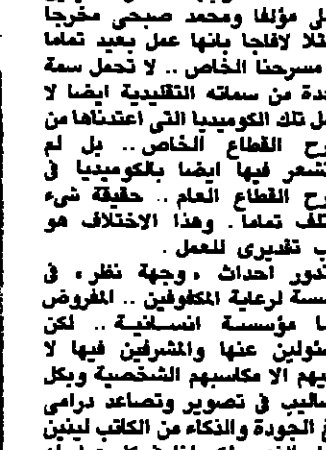 لى مؤلفا ومحمد صبحى مخرجا
ثلا لافاجا بانها عمل بعيد تماما
مسرحنا الخاص .. لا تحمل سمة
حدة من سماته التقليدية ايضا لا
مل تلك الكوميديا التى اعتدناها من
رح القطاع الخاص .. بل لم
شعر فيها ايضا بالكوميديا فى
رح القطاع العام .. حقيقة شىء
تلف تماما . وهذا الاختلاف هو
ب تقديرى للعمل .
تدور احداث « وجهة نظر » فى
سسة لرعاية المكفوفين .. المفروض
ها مؤسسة انسانية .. لكن
سئولين عنها والمشرفين فيها لا
يهم الا مكاسبهم الشخصية وبكل
ساليب فى تصوير وتصاعد درامى
غ الجودة والذكاء من الكاتب لينين